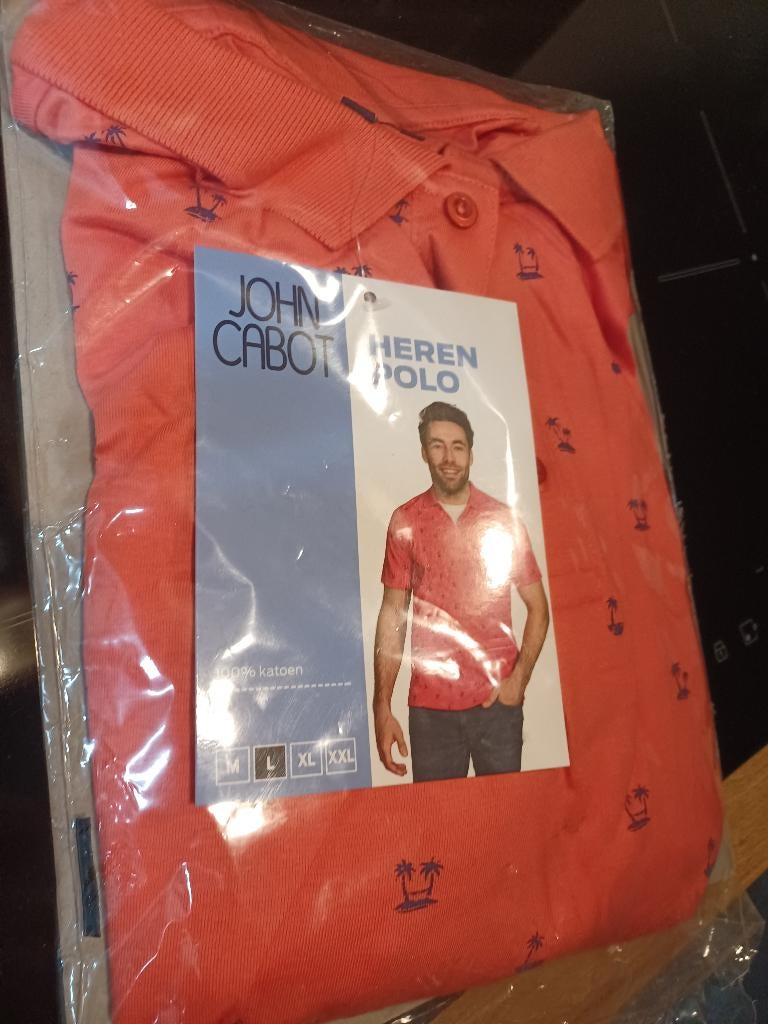 JOHN
CABOT
HEREN
POLO
100% katoen
M L XL XXL